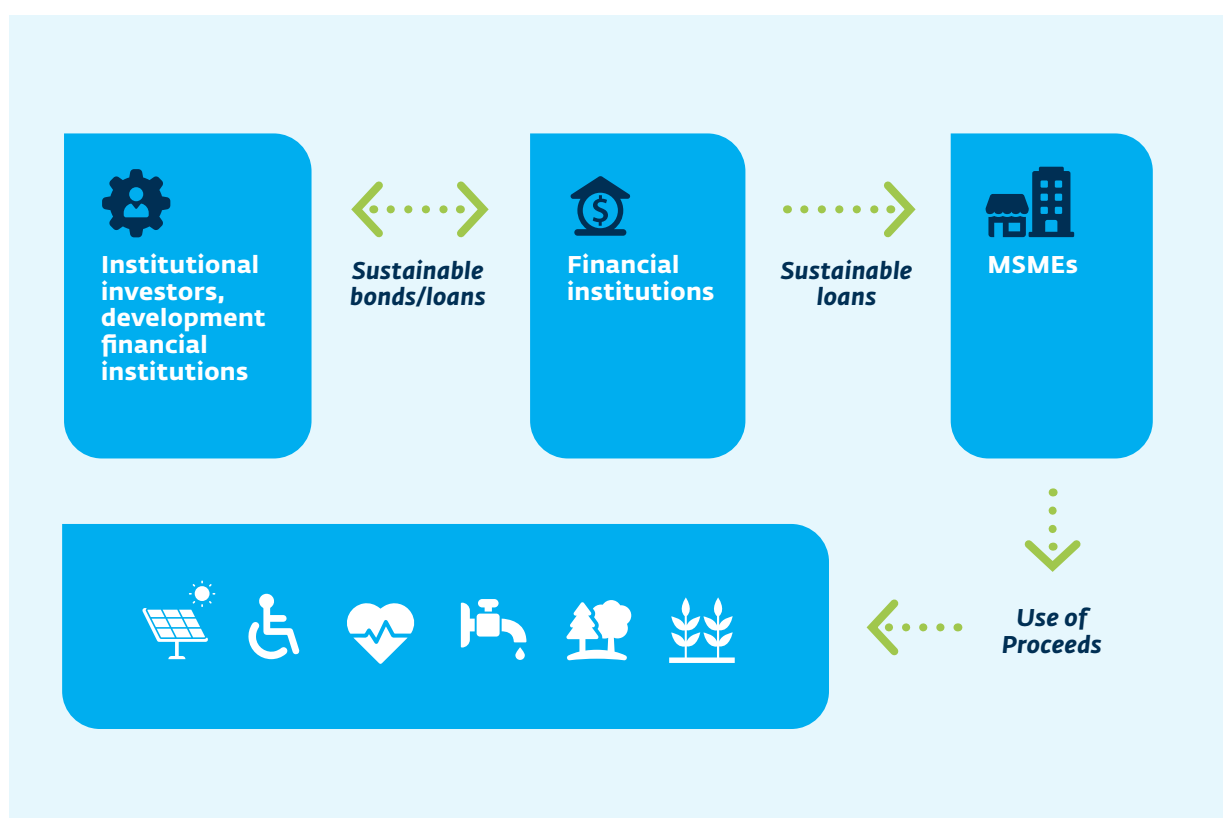 Institutional
investors,
development
financial
institutions
Sustainable
bonds/loans
$
Financial
institutions
Sustainable
loans
MSMEs
Use of
Proceeds